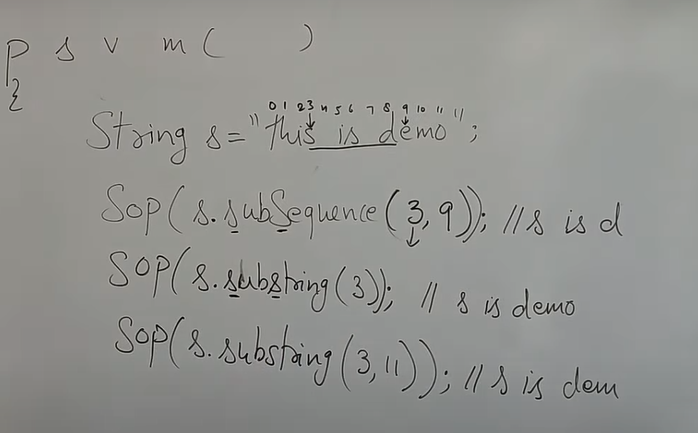 p s v m ( )
{
0 1 2 3 4 5 6 7 8 9 10 11 11
String s = "this is demo";
Sop( s.subSequence(3,9)); //s is d
SOP( s.substring(3)); // s is demo
Sop( s.substring(3,11)); // s is dem